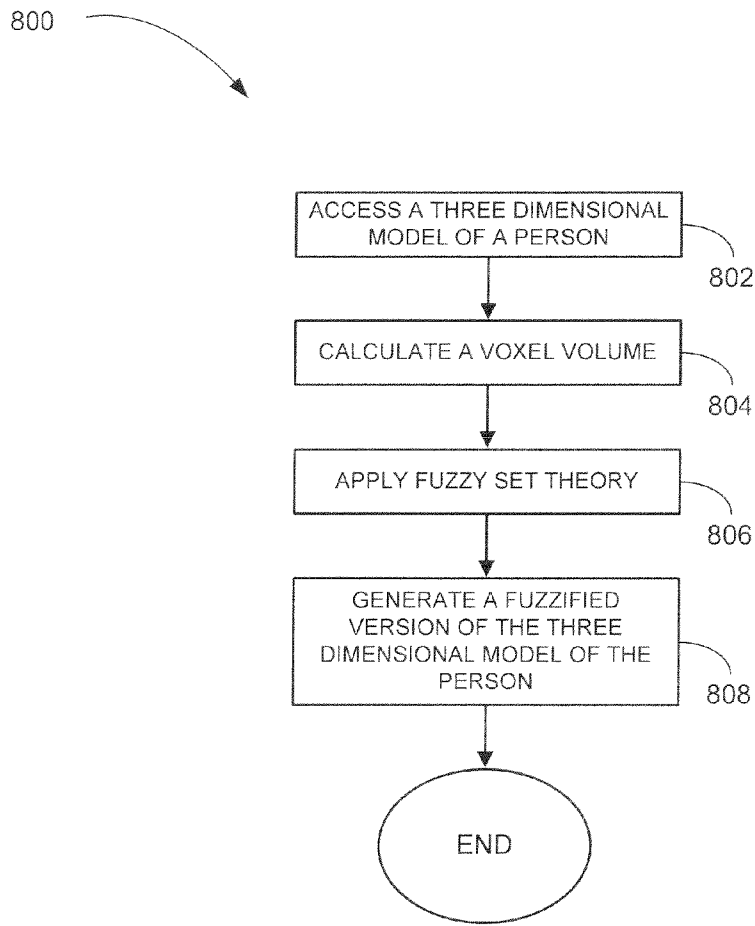 800
ACCESS A THREE DIMENSIONAL
MODEL OF A PERSON
802
CALCULATE A VOXEL VOLUME
804
APPLY FUZZY SET THEORY
806
GENERATE A FUZZIFIED
VERSION OF THE THREE
DIMENSIONAL MODEL OF THE
PERSON
808
END